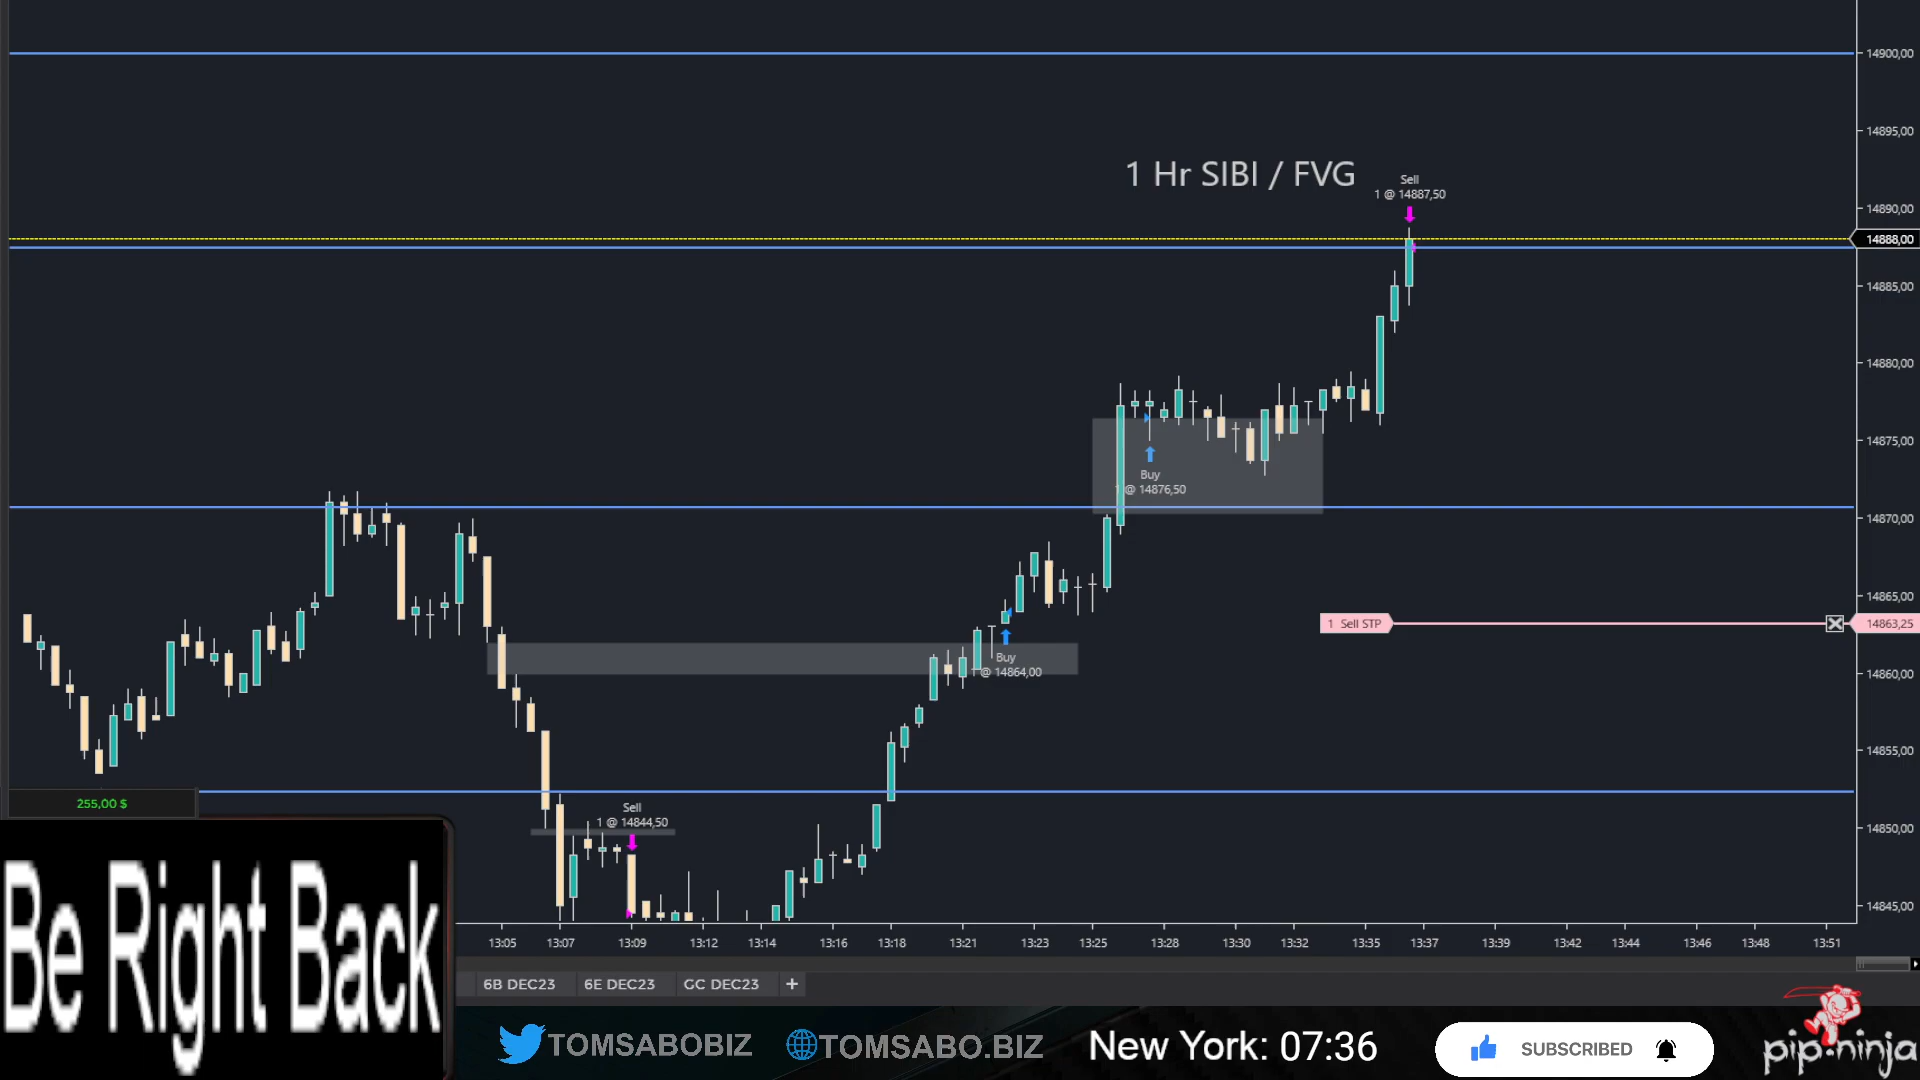 14900,00
14895,00
1 Hr SIBI / FVG
Sell
1 @ 14887,50
14890,00
14888,00
14885,00
14880,00
14875,00
Buy
1 @ 14876,50
14870,00
14865,00
1 Sell STP
14863,25
Buy
1 @ 14864,00
14860,00
14855,00
255,00 $
Sell
1 @ 14844,50
14850,00
14845,00
Be Right Back
13:05 13:07 13:09 13:12 13:14 13:16 13:18 13:21 13:23 13:25 13:28 13:30 13:32 13:35 13:37 13:39 13:42 13:44 13:46 13:48 13:51
6B DEC23 6E DEC23 GC DEC23 +
TOMSABOBIZ TOMSABO.BIZ New York: 07:36 SUBSCRIBED
pip.ninja